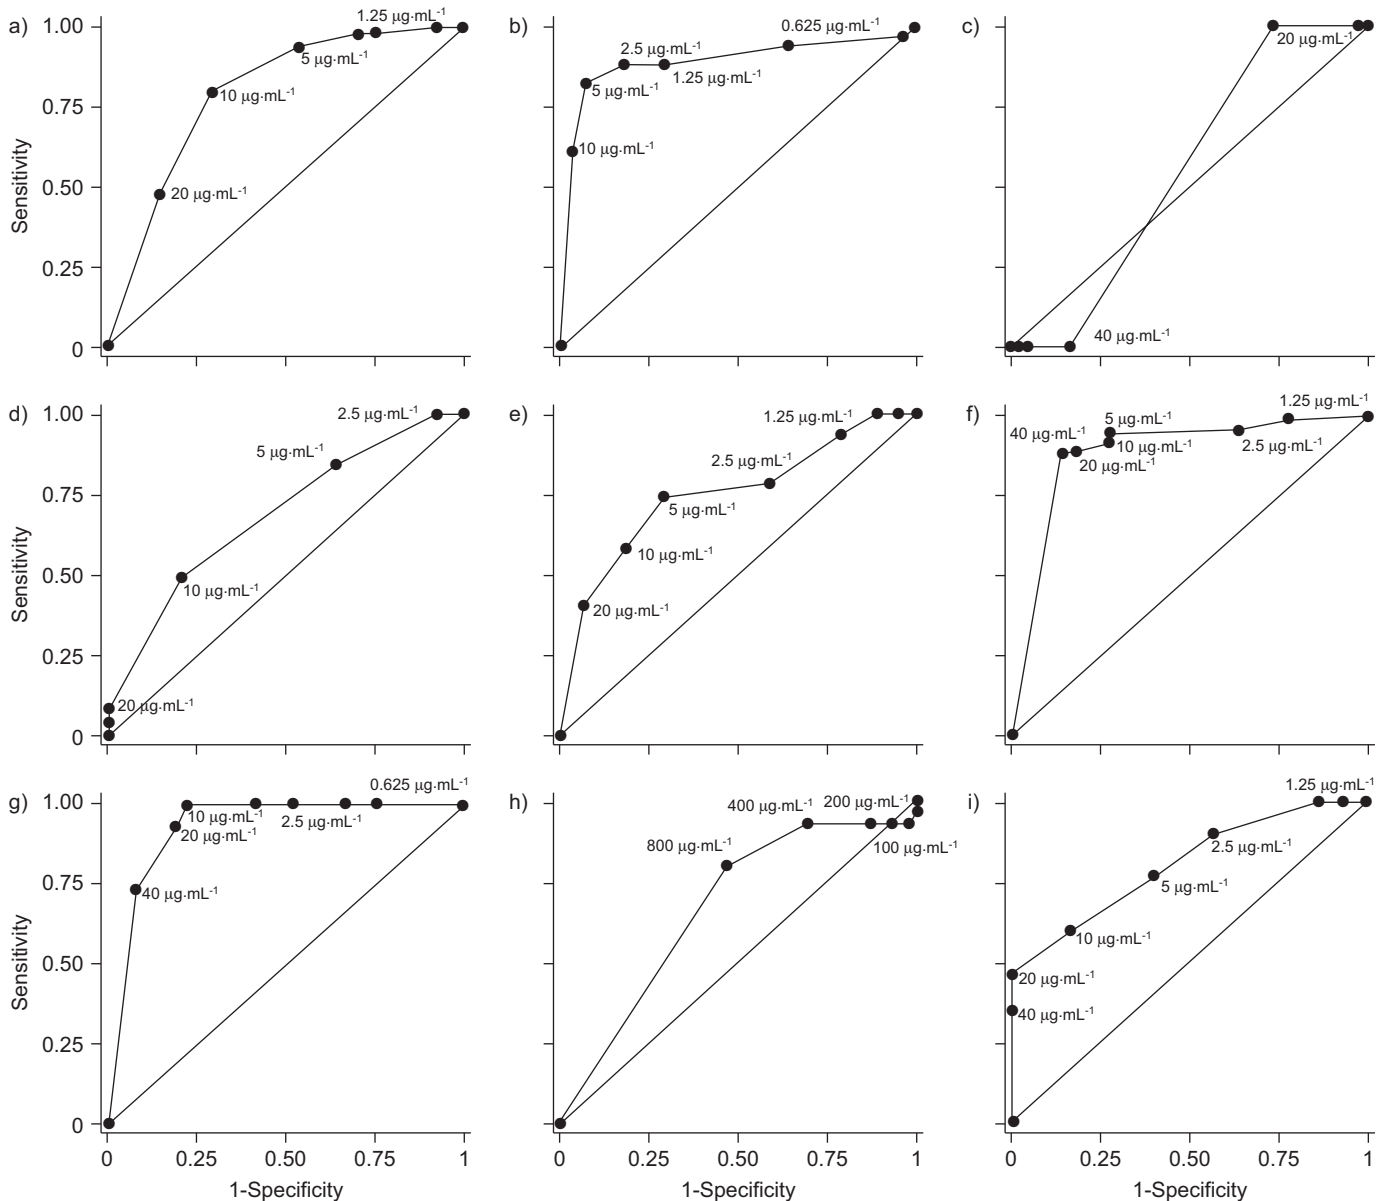 a)
1.00
0.75
0.50
0.25
0
Sensitivity
1.25 µg·mL-1
5 µg·mL-1
10 µg·mL-1
20 µg·mL-1
b)
0.625 µg·mL-1
2.5 µg·mL-1
1.25 µg·mL-1
5 µg·mL-1
10 µg·mL-1
c)
20 µg·mL-1
40 µg·mL-1
d)
1.00
0.75
0.50
0.25
0
Sensitivity
2.5 µg·mL-1
5 µg·mL-1
10 µg·mL-1
20 µg·mL-1
e)
1.25 µg·mL-1
2.5 µg·mL-1
5 µg·mL-1
10 µg·mL-1
20 µg·mL-1
f)
1.25 µg·mL-1
5 µg·mL-1
40 µg·mL-1
10 µg·mL-1
2.5 µg·mL-1
20 µg·mL-1
g)
1.00
0.75
0.50
0.25
0
Sensitivity
0.625 µg·mL-1
10 µg·mL-1
2.5 µg·mL-1
20 µg·mL-1
40 µg·mL-1
0
0.25
0.50
0.75
1
1-Specificity
h)
400 µg·mL-1
200 µg·mL-1
800 µg·mL-1
100 µg·mL-1
0
0.25
0.50
0.75
1
1-Specificity
i)
1.25 µg·mL-1
2.5 µg·mL-1
5 µg·mL-1
10 µg·mL-1
20 µg·mL-1
40 µg·mL-1
0
0.25
0.50
0.75
1
1-Specificity